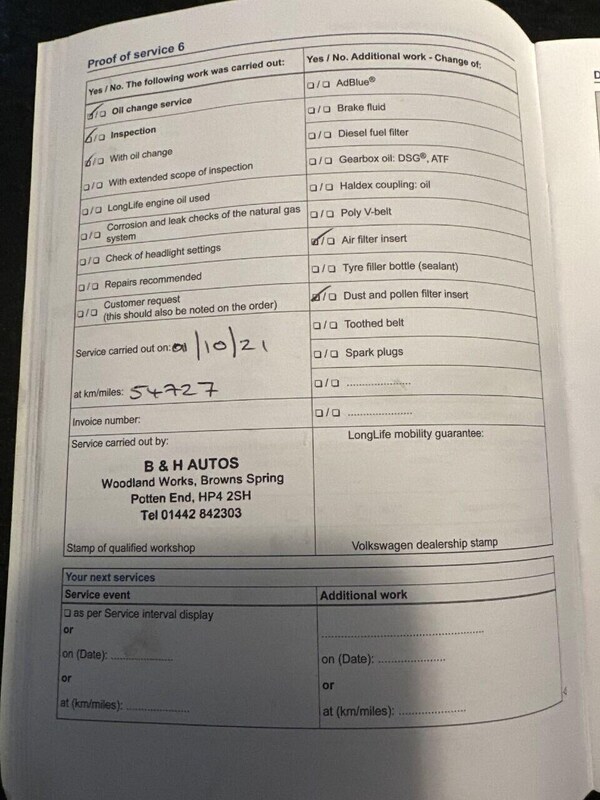 Proof of service 6
Yes / No. The following work was carried out:
☑/☐ Oil change service
☑/☐ Inspection
☑/☐ With oil change
☐/☐ With extended scope of inspection
☐/☐ LongLife engine oil used
☐/☐ Corrosion and leak checks of the natural gas
system
☐/☐ Check of headlight settings
☐/☐ Repairs recommended
☐/☐ Customer request
(this should also be noted on the order)
Service carried out on: 01/10/21
at km/miles: 54727
Invoice number:
Service carried out by:
B & H AUTOS
Woodland Works, Browns Spring
Potten End, HP4 2SH
Tel 01442 842303
Stamp of qualified workshop
Yes / No. Additional work - Change of:
☐/☐ AdBlue®
☐/☐ Brake fluid
☐/☐ Diesel fuel filter
☐/☐ Gearbox oil: DSG®, ATF
☐/☐ Haldex coupling: oil
☐/☐ Poly V-belt
☑/☐ Air filter insert
☐/☐ Tyre filler bottle (sealant)
☑/☐ Dust and pollen filter insert
☐/☐ Toothed belt
☐/☐ Spark plugs
☐/☐ ....................
☐/☐ ....................
LongLife mobility guarantee:
Volkswagen dealership stamp
Your next services
Service event
☐ as per Service interval display
or
on (Date): ...................
or
at (km/miles): ...................
Additional work
.................................................
on (Date): ....................
or
at (km/miles): ....................
D